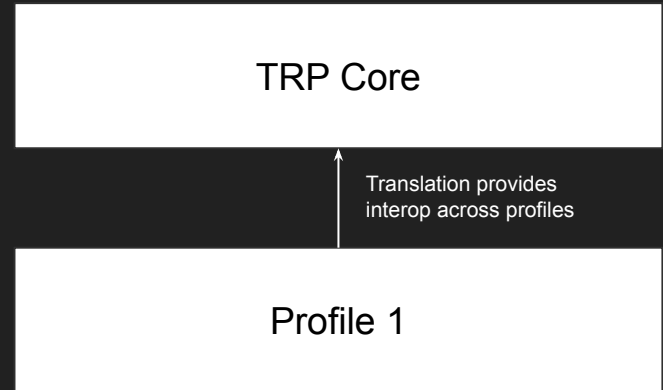 TRP Core
Translation provides
interop across profiles
Profile 1